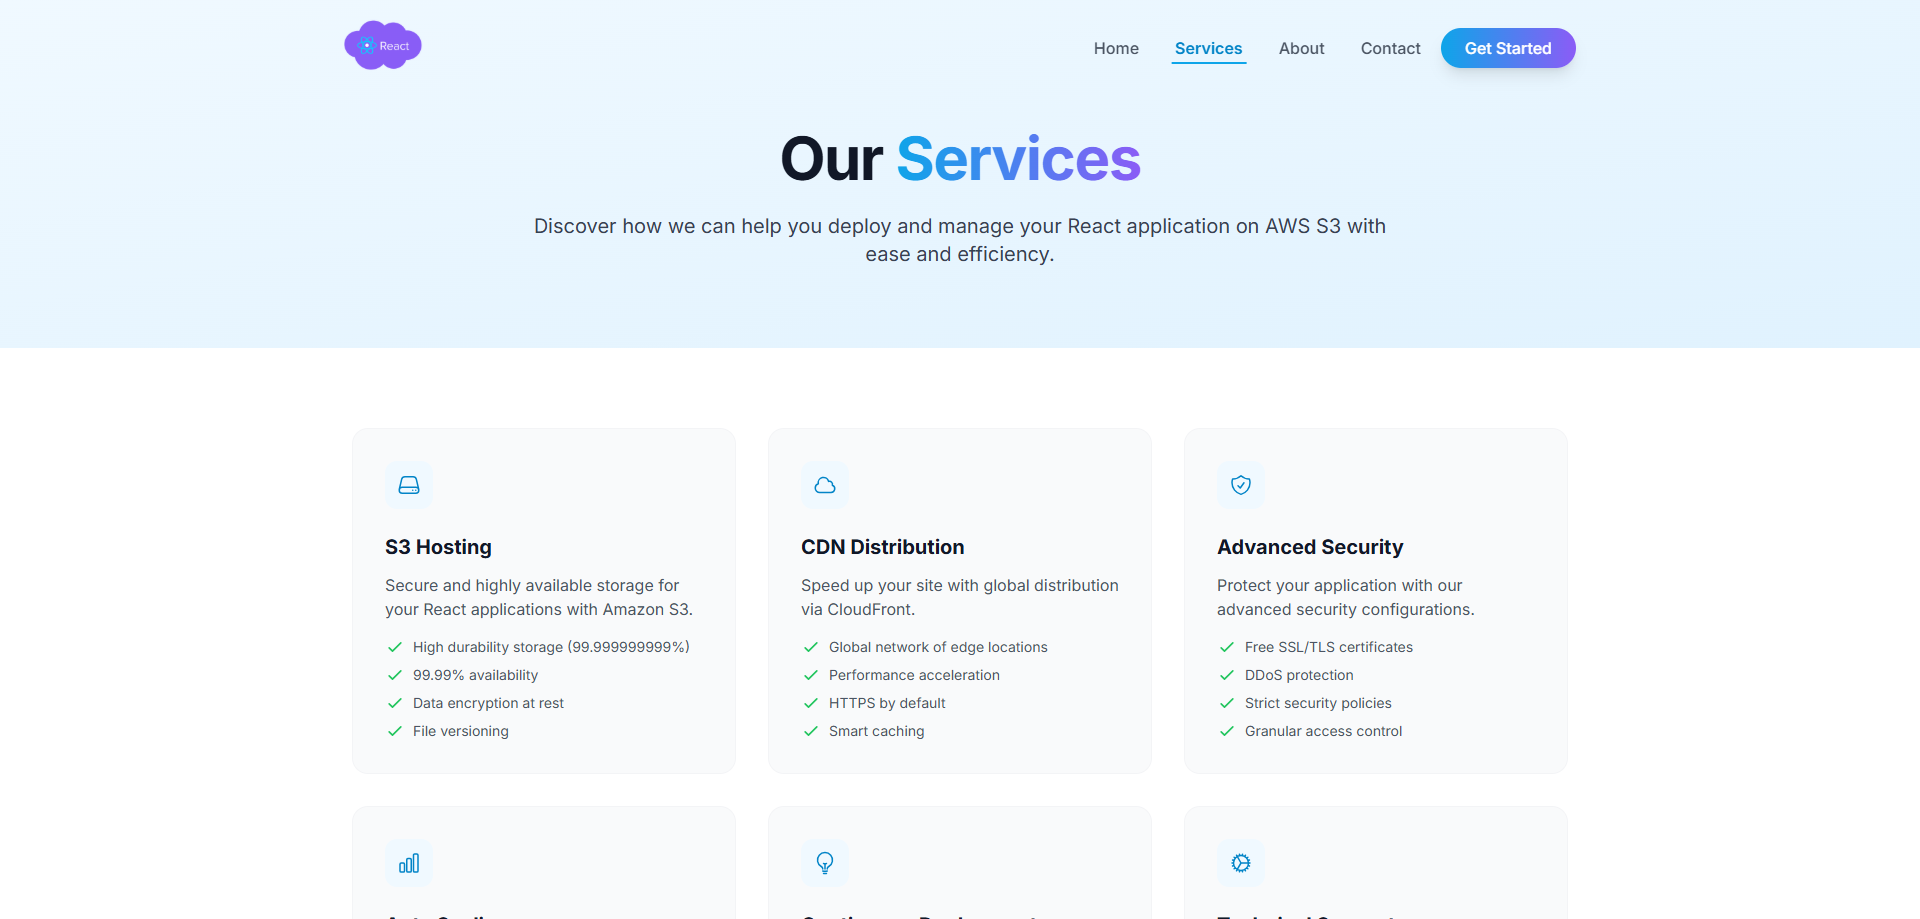 React
Home
Services
About
Contact
Get Started
Our Services
Discover how we can help you deploy and manage your React application on AWS S3 with
ease and efficiency.
S3 Hosting
Secure and highly available storage for
your React applications with Amazon S3.
High durability storage (99.999999999%)
99.99% availability
Data encryption at rest
File versioning
CDN Distribution
Speed up your site with global distribution
via CloudFront.
Global network of edge locations
Performance acceleration
HTTPS by default
Smart caching
Advanced Security
Protect your application with our
advanced security configurations.
Free SSL/TLS certificates
DDoS protection
Strict security policies
Granular access control